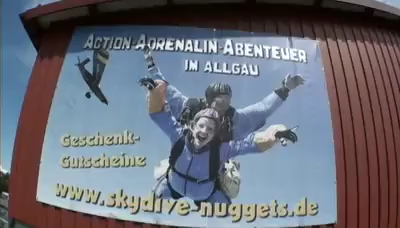 ACTION-ADRENALIN-ABENTEUER
IM ALLGÄU
Geschenk-
Gutscheine
www.skydive-nuggets.de